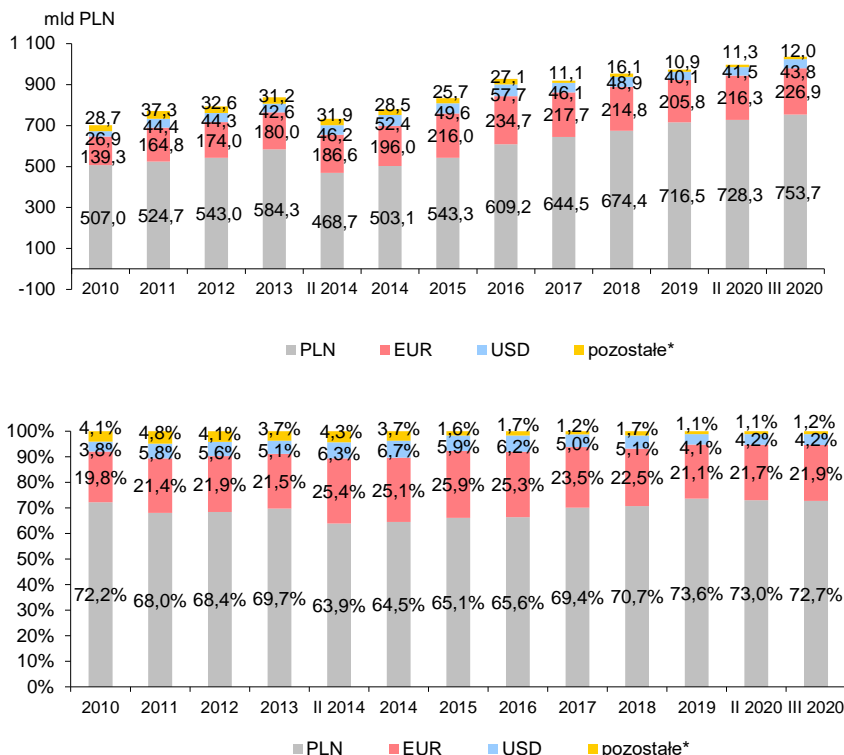 mld PLN
1 100
900
700
500
300
100
-100
28,7 37,3 32,6 31,2 31,9 28,5 25,7 27,1 11,1 16,1 10,9 11,3 12,0
26,9 44,4 44,3 42,6 46,2 52,4 49,6 57,7 46,1 48,9 40,1 41,5 43,8
139,3 164,8 174,0 180,0 186,6 196,0 216,0 234,7 217,7 214,8 205,8 216,3 226,9
507,0 524,7 543,0 584,3 468,7 503,1 543,3 609,2 644,5 674,4 716,5 728,3 753,7
2010 2011 2012 2013 II 2014 2014 2015 2016 2017 2018 2019 II 2020 III 2020
PLN EUR USD pozostałe*
100%
90%
80%
70%
60%
50%
40%
30%
20%
10%
0%
4,1% 4,8% 4,1% 3,7% 4,3% 3,7% 1,6% 1,7% 1,2% 1,7% 1,1% 1,1% 1,2%
3,8% 5,8% 5,6% 5,1% 6,3% 6,7% 5,9% 6,2% 5,0% 5,1% 4,1% 4,2% 4,2%
19,8% 21,4% 21,9% 21,5% 25,4% 25,1% 25,9% 25,3% 23,5% 22,5% 21,1% 21,7% 21,9%
72,2% 68,0% 68,4% 69,7% 63,9% 64,5% 65,1% 65,6% 69,4% 70,7% 73,6% 73,0% 72,7%
2010 2011 2012 2013 II 2014 2014 2015 2016 2017 2018 2019 II 2020 III 2020
PLN EUR USD pozostałe*